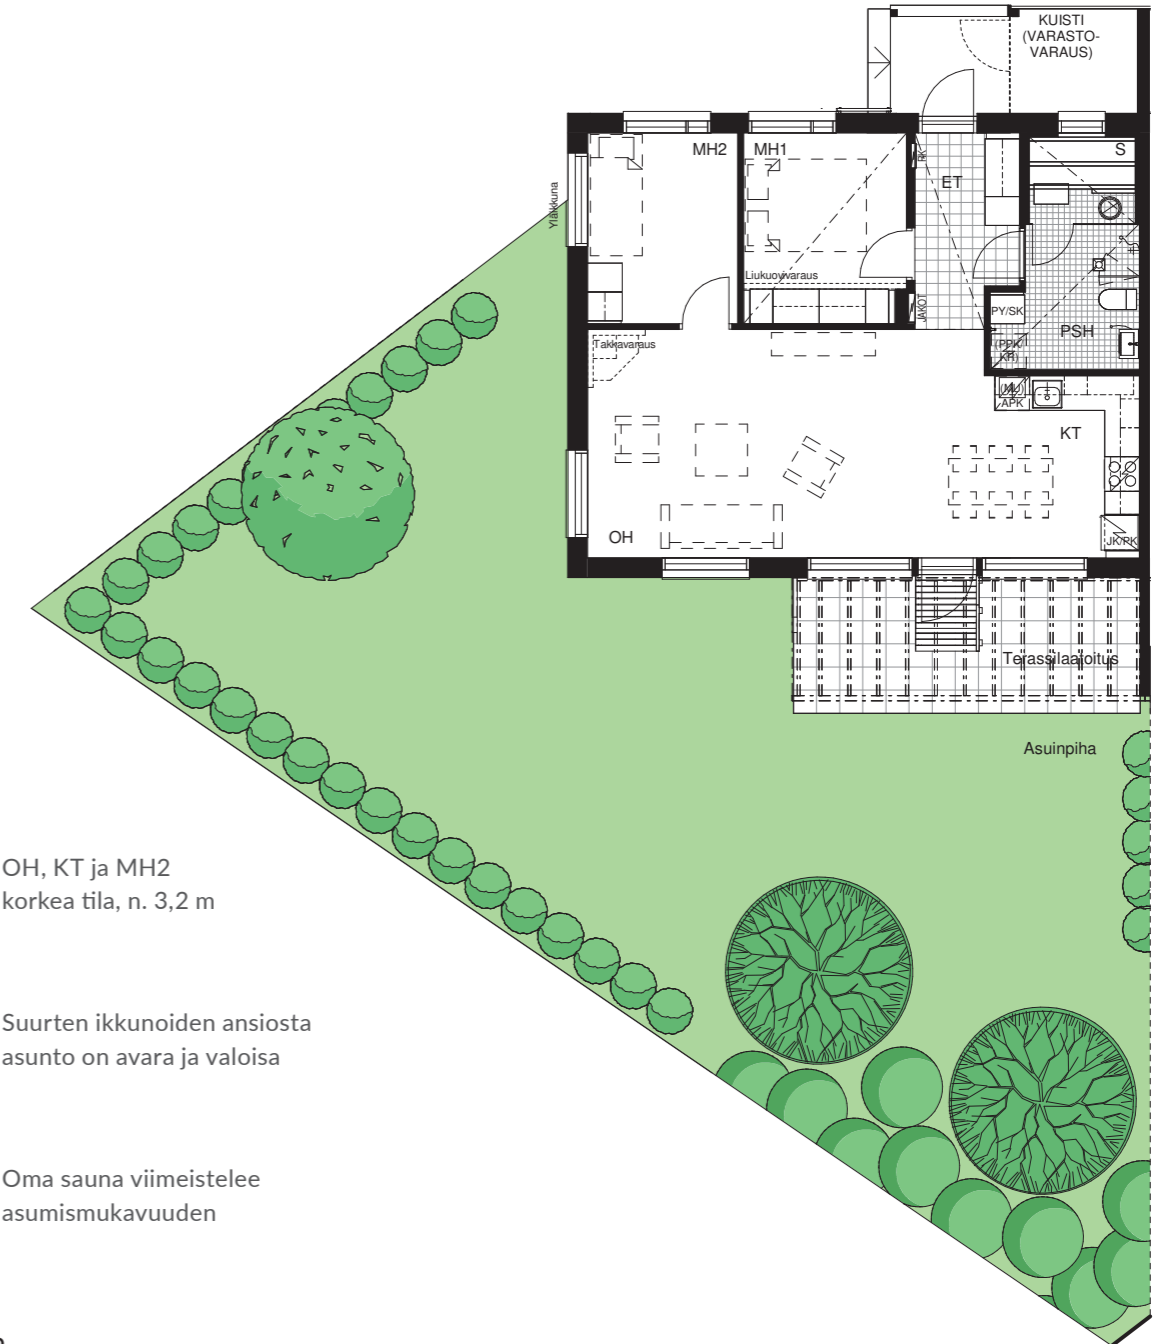 KUISTI
(VARASTO-
VARAUS)
MH2
MH1
RK
ET
S
Yläikkuna
Liukuovivaraus
JAKOT
PY/SK
PSH
(PPK/
KR)
Takkavaraus
(MU)
APK
KT
OH
JK/PK
Terassilaatoitus
Asuinpiha
OH, KT ja MH2
korkea tila, n. 3,2 m
Suurten ikkunoiden ansiosta
asunto on avara ja valoisa
Oma sauna viimeistelee
asumismukavuuden